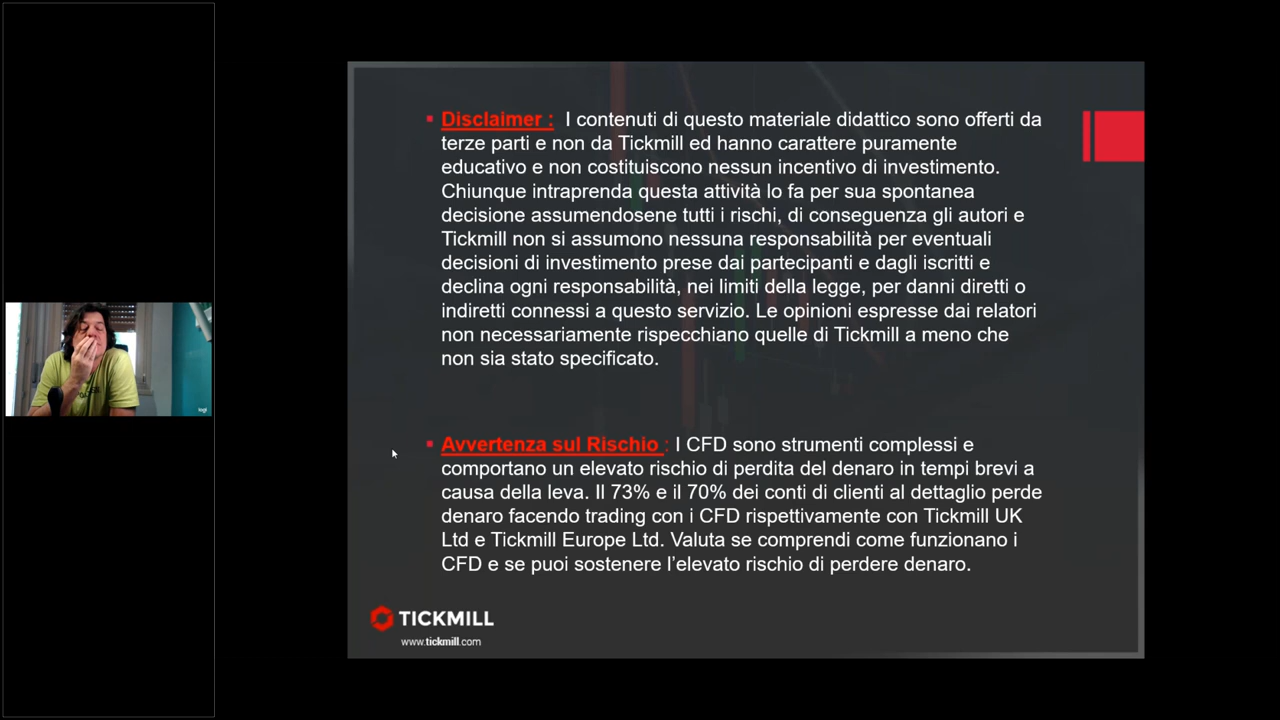 Disclaimer : I contenuti di questo materiale didattico sono offerti da
terze parti e non da Tickmill ed hanno carattere puramente
educativo e non costituiscono nessun incentivo di investimento.
Chiunque intraprenda questa attività lo fa per sua spontanea
decisione assumendosene tutti i rischi, di conseguenza gli autori e
Tickmill non si assumono nessuna responsabilità per eventuali
decisioni di investimento prese dai partecipanti e dagli iscritti e
declina ogni responsabilità, nei limiti della legge, per danni diretti o
indiretti connessi a questo servizio. Le opinioni espresse dai relatori
non necessariamente rispecchiano quelle di Tickmill a meno che
non sia stato specificato.
Avvertenza sul Rischio : I CFD sono strumenti complessi e
comportano un elevato rischio di perdita del denaro in tempi brevi a
causa della leva. Il 73% e il 70% dei conti di clienti al dettaglio perde
denaro facendo trading con i CFD rispettivamente con Tickmill UK
Ltd e Tickmill Europe Ltd. Valuta se comprendi come funzionano i
CFD e se puoi sostenere l’elevato rischio di perdere denaro.
TICKMILL
www.tickmill.com
logi